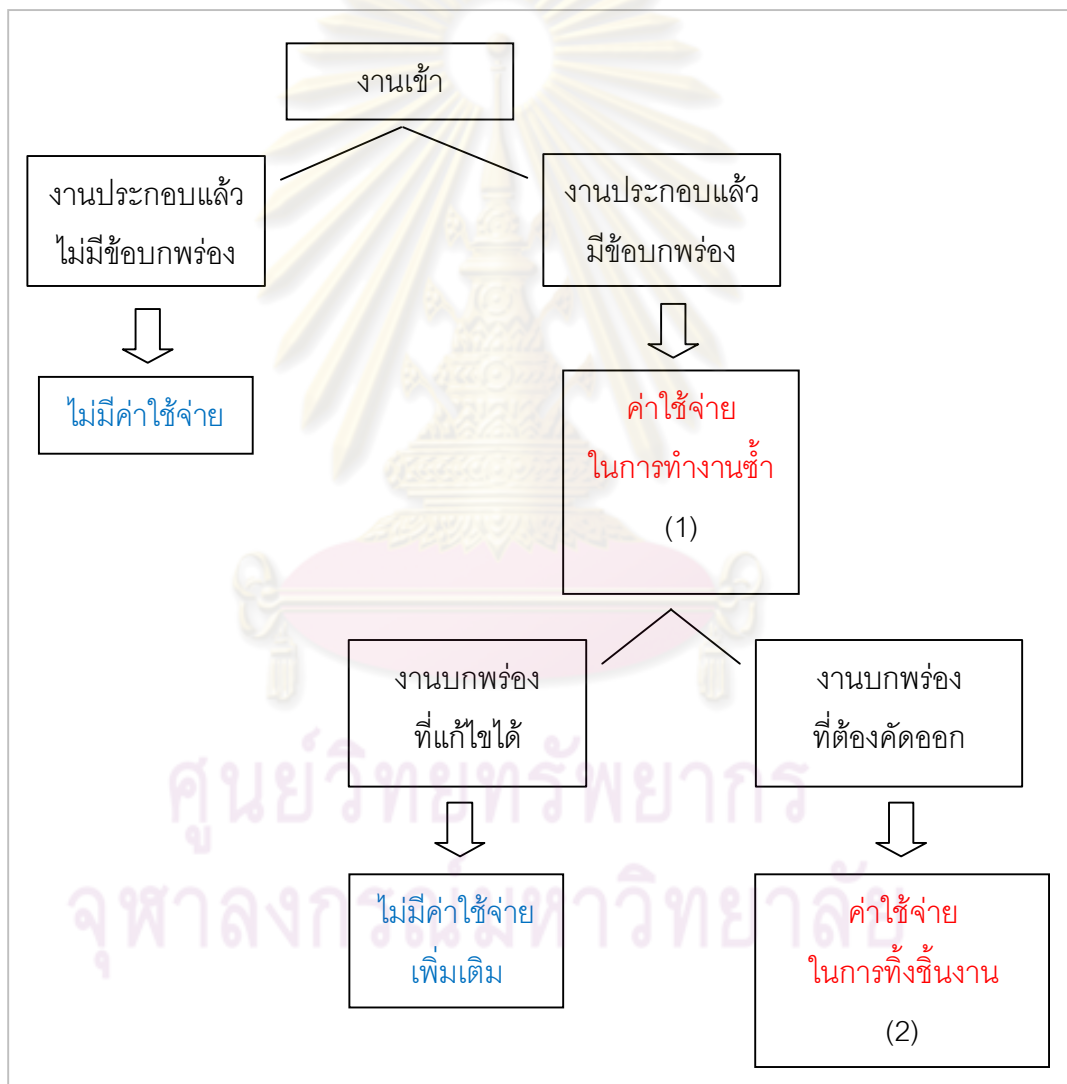 งานเข้า
งานประกอบแล้ว
ไม่มีข้อบกพร่อง
งานประกอบแล้ว
มีข้อบกพร่อง
ไม่มีค่าใช้จ่าย
ค่าใช้จ่าย
ในการทำงานซ้ำ
(1)
งานบกพร่อง
ที่แก้ไขได้
งานบกพร่อง
ที่ต้องคัดออก
ไม่มีค่าใช้จ่าย
เพิ่มเติม
ค่าใช้จ่าย
ในการทิ้งชิ้นงาน
(2)
ศูนย์วิทยทรัพยากร
จุฬาลงกรณ์มหาวิทยาลัย